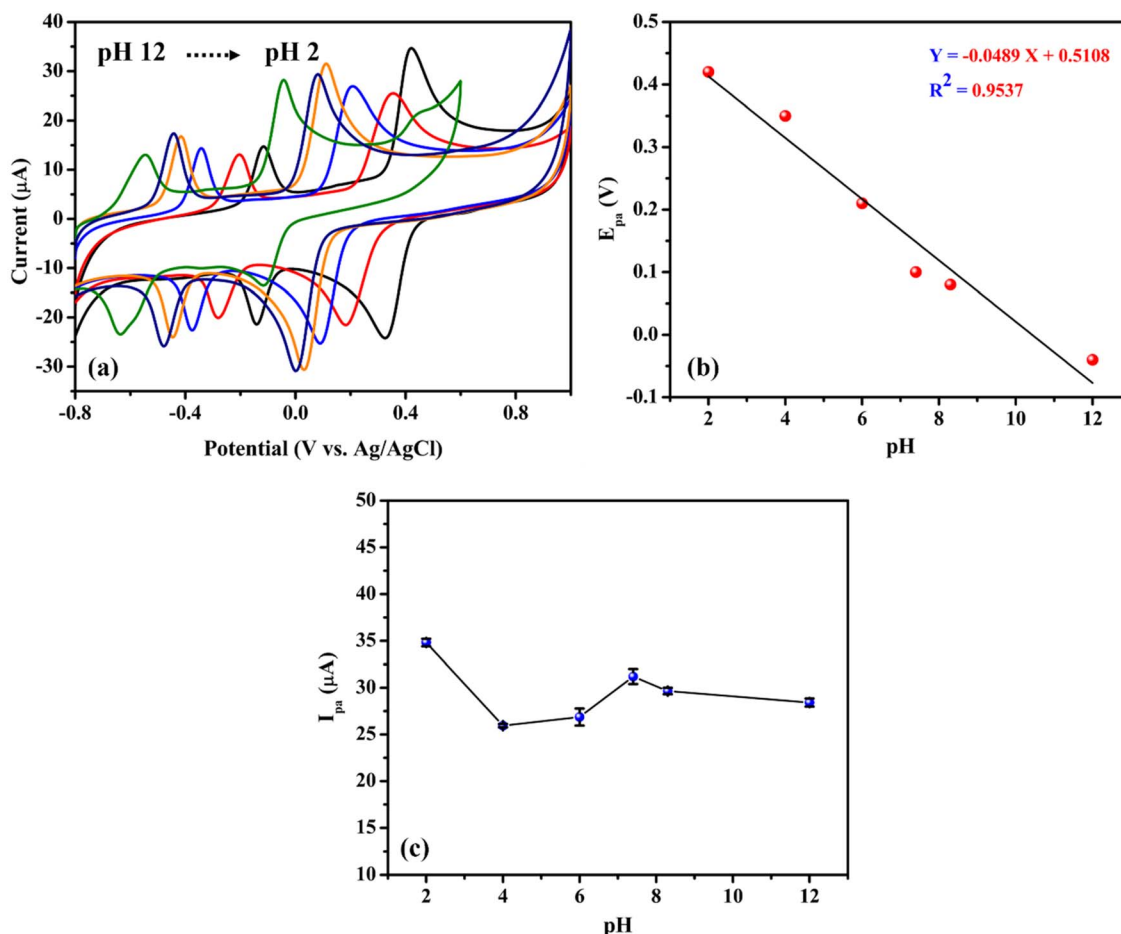 pH 12 pH 2
40
30
20
10
0
-10
-20
-30
Current (μA)
-0.8 -0.4 0.0 0.4 0.8
Potential (V vs. Ag/AgCl)
(a)
Y = -0.0489 X + 0.5108
R² = 0.9537
0.5
0.4
0.3
0.2
0.1
0.0
-0.1
Epa (V)
2 4 6 8 10 12
pH
(b)
50
45
40
35
30
25
20
15
10
Ipa (μA)
2 4 6 8 10 12
pH
(c)